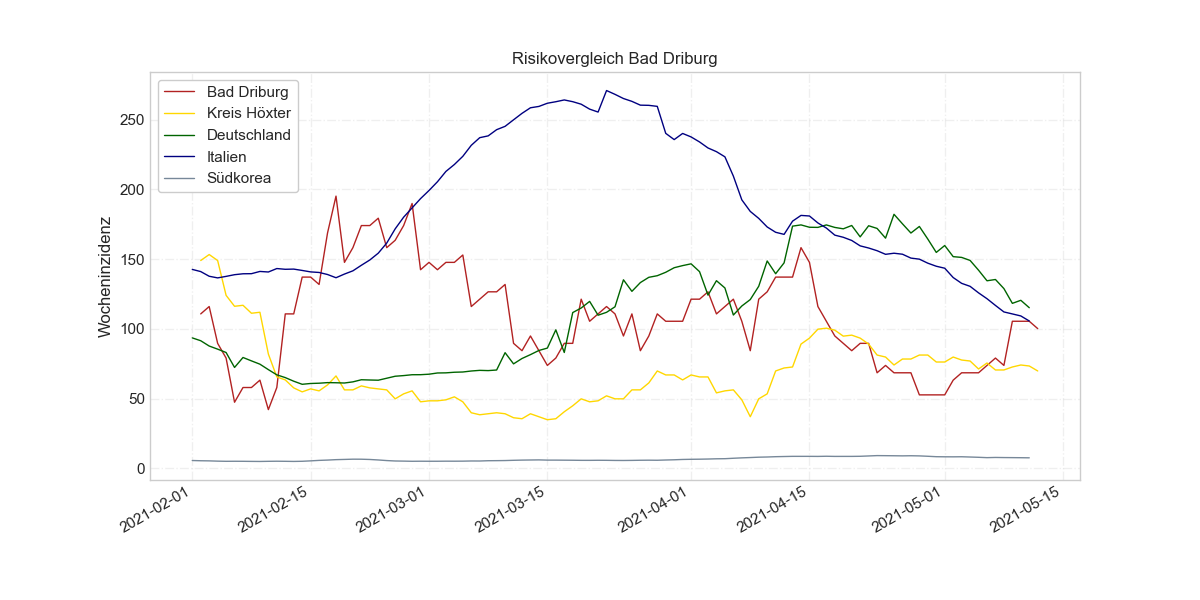 Risikovergleich Bad Driburg
Bad Driburg
Kreis Höxter
Deutschland
Italien
Südkorea
Wocheninzidenz
250
200
150
100
50
0
2021-02-01
2021-02-15
2021-03-01
2021-03-15
2021-04-01
2021-04-15
2021-05-01
2021-05-15